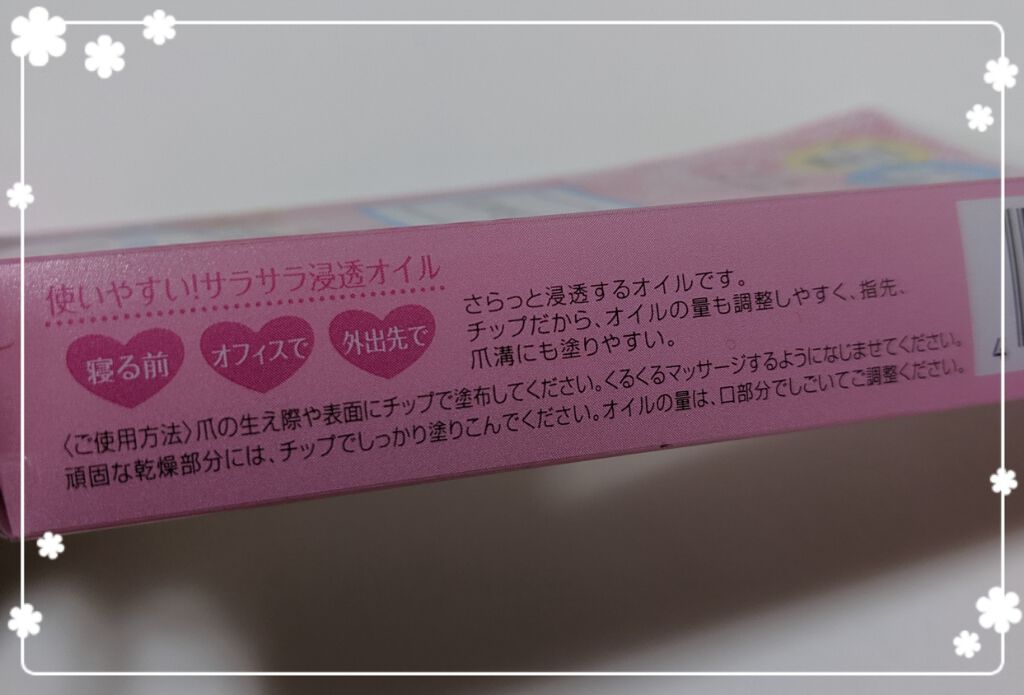 使いやすい!サラサラ浸透オイル
寝る前
オフィスで
外出先で
さらっと浸透するオイルです。
チップだから、オイルの量も調整しやすく、指先、
爪溝にも塗りやすい。
〈ご使用方法〉爪の生え際や表面にチップで塗布してください。くるくるマッサージするようになじませてください。
頑固な乾燥部分には、チップでしっかり塗りこんでください。オイルの量は、口部分でしごいてご調整ください。
4